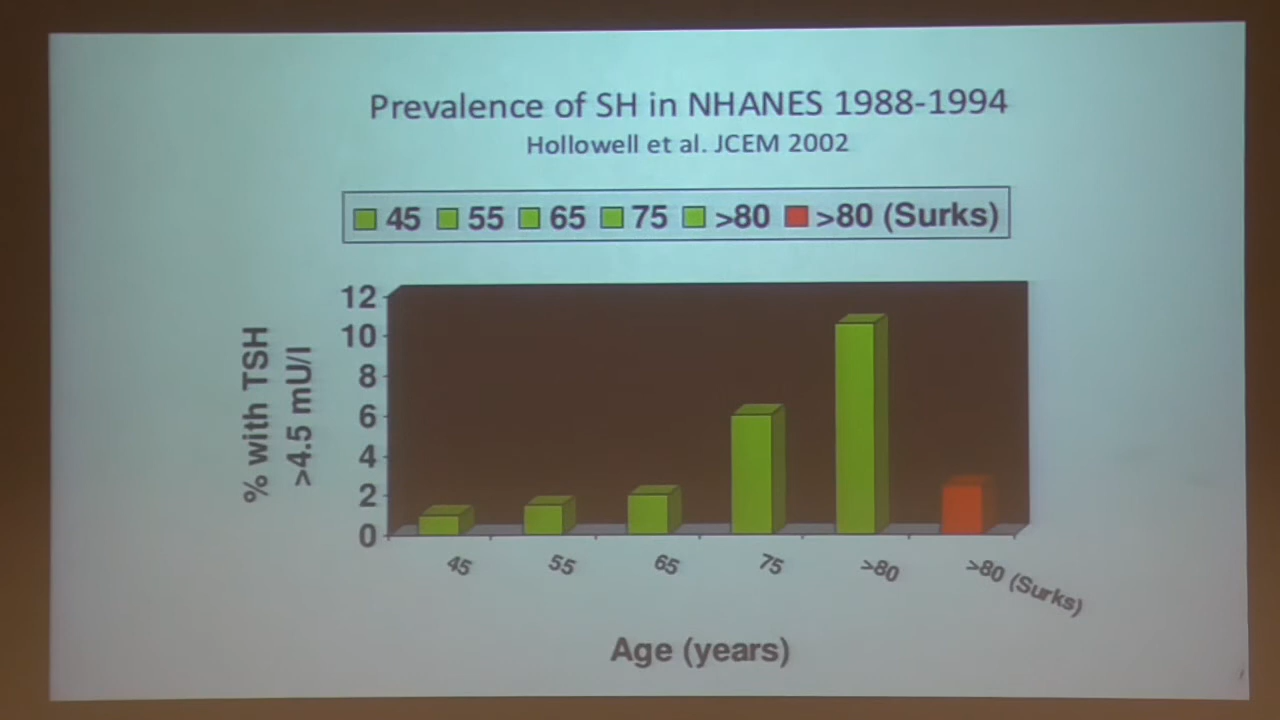 Prevalence of SH in NHANES 1988-1994
Hollowell et al. JCEM 2002
45 55 65 75 >80 >80 (Surks)
% with TSH
>4.5 mU/l
12
10
8
6
4
2
0
45 55 65 75 >80 >80 (Surks)
Age (years)